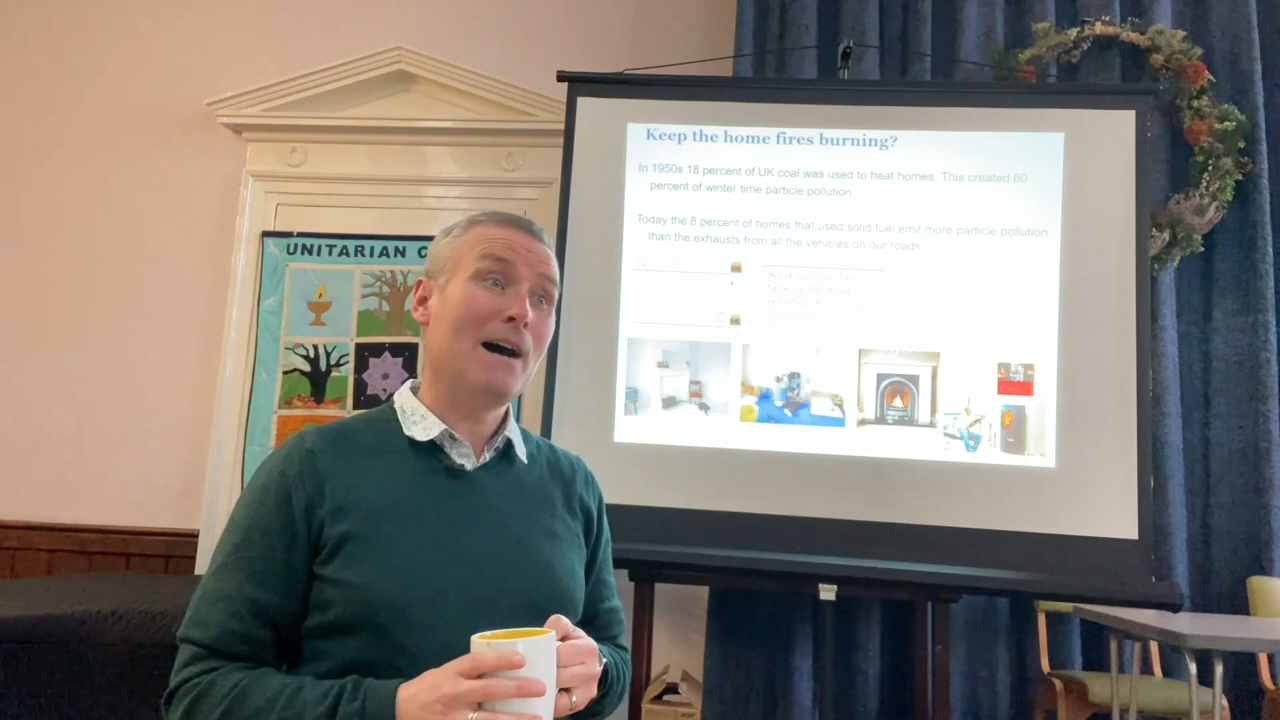 Keep the home fires burning?
In 1950s 18 percent of UK coal was used to heat homes. This created 60
percent of winter time particle pollution
Today the 8 percent of homes that used solid fuel emit more particle pollution
than the exhausts from all the vehicles on our roads
UNITARIAN C